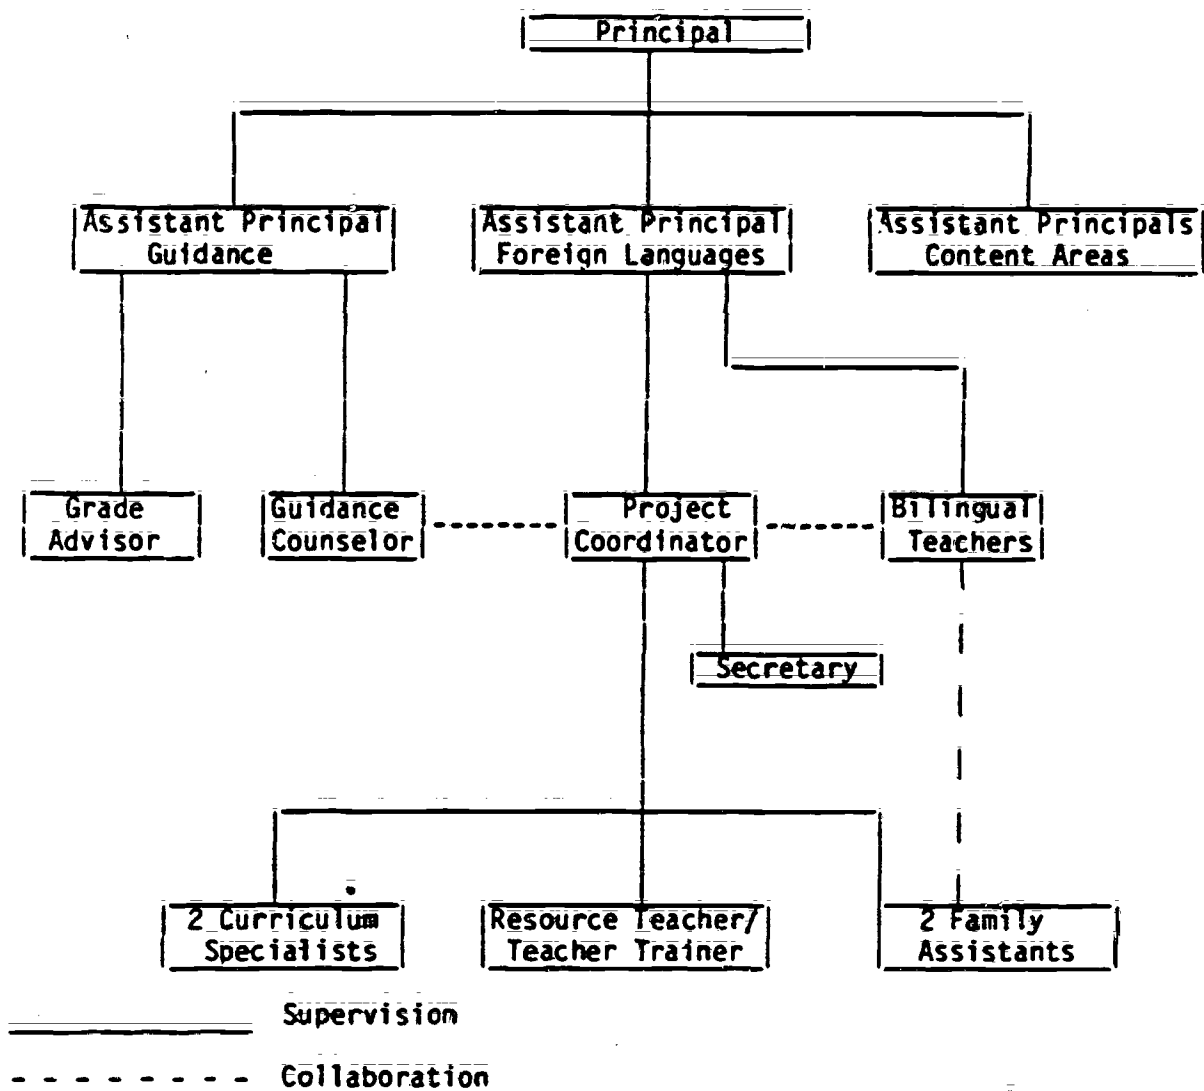 Principal
Assistant Principal
Guidance
Assistant Principal
Foreign Languages
Assistant Principals
Content Areas
Grade
Advisor
Guidance
Counselor
Project
Coordinator
Bilingual
Teachers
Secretary
2 Curriculum
Specialists
Resource Teacher/
Teacher Trainer
2 Family
Assistants
Supervision
Collaboration